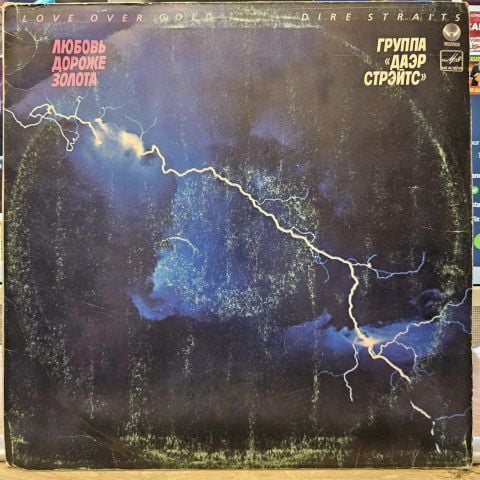 LOVE OVER GOLD DIRE STRAITS
ЛЮБОВЬ
ДОРОЖЕ
ЗОЛОТА
ГРУППА
«ДАЭР
СТРЭЙТС»